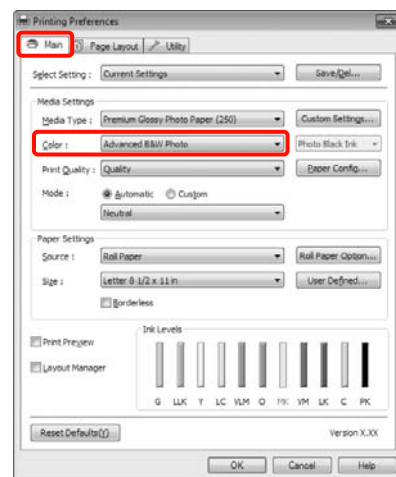 Printing Preferences
Main Page Layout Utility
Select Setting : Current Settings Save/Del...
Media Settings
Media Type : Premium Glossy Photo Paper (250) Custom Settings...
Color : Advanced B&W Photo Photo Black Ink
Print Quality : Quality Paper Config...
Mode : Automatic Custom
Neutral
Paper Settings
Source : Roll Paper Roll Paper Option...
Size : Letter 8 1/2 x 11 in User Defined...
Borderless
Ink Levels
Print Preview
Layout Manager
G LLK Y LC VLM O MK VM LK C PK
Reset Defaults(Y) Version X.XX
OK Cancel Help